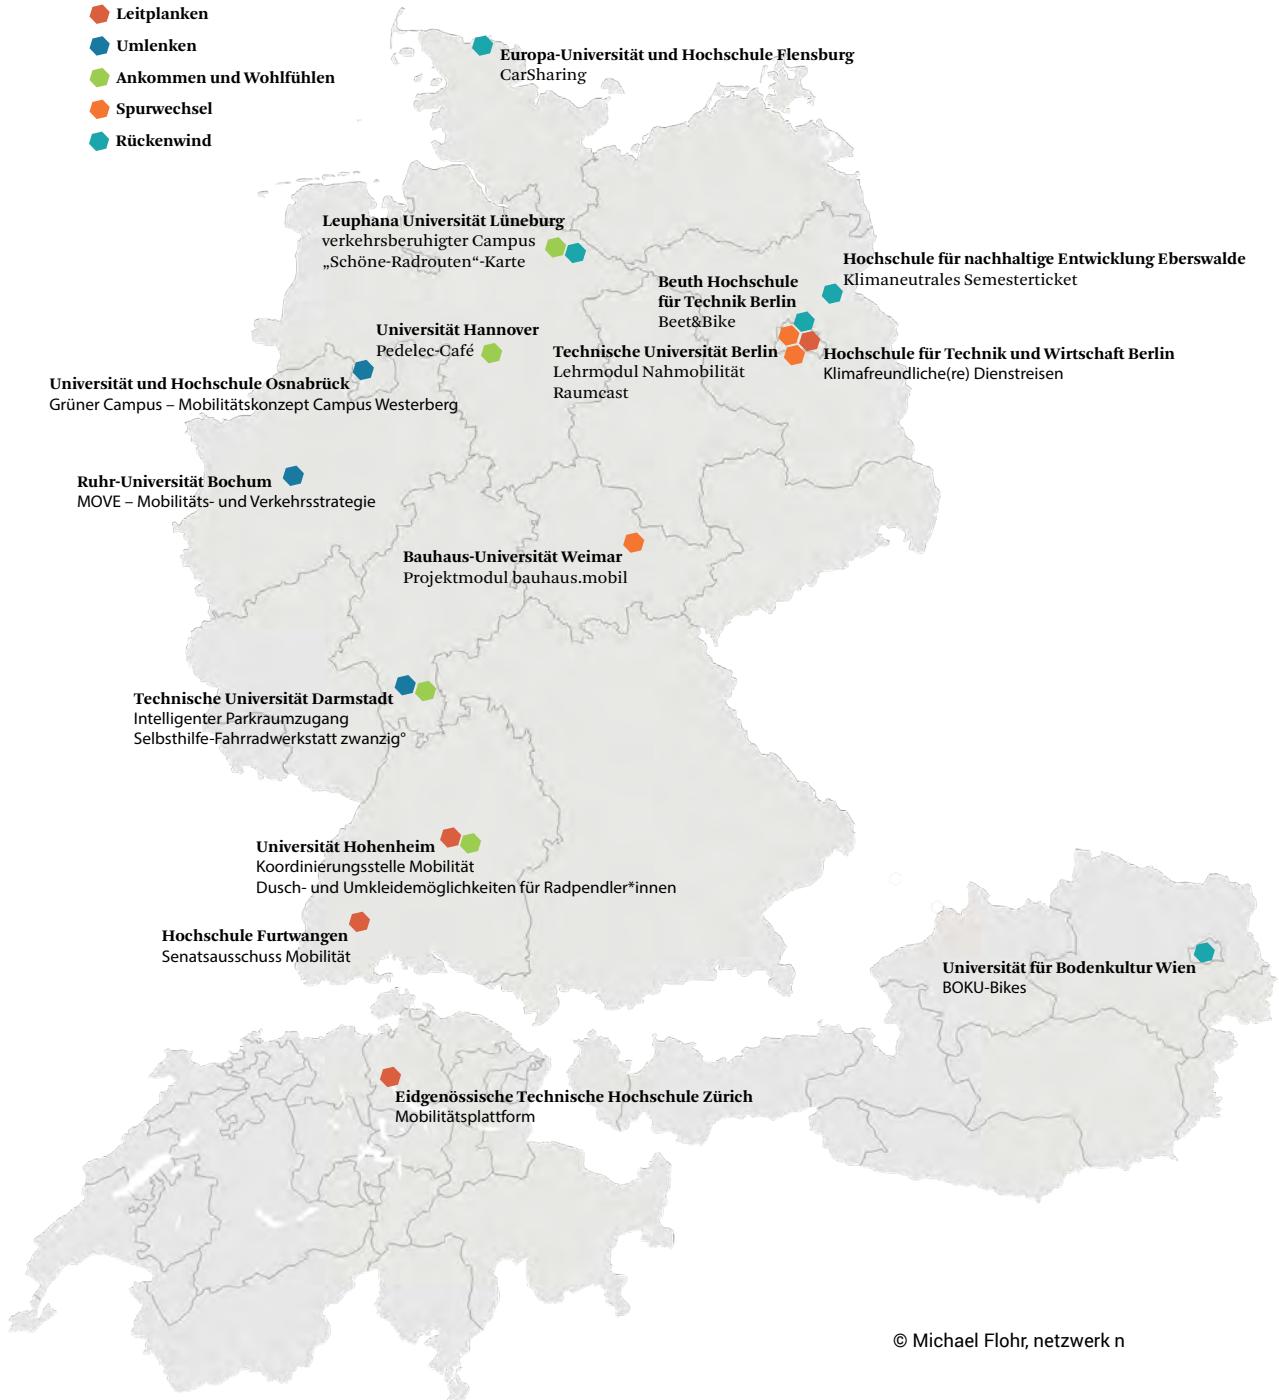 Leitplanken
Umlenken
Ankommen und Wohlfühlen
Spurwechsel
Rückenwind
Europa-Universität und Hochschule Flensburg
CarSharing
Leuphana Universität Lüneburg
verkehrsberuhigter Campus
„Schöne-Radrouten“-Karte
Hochschule für nachhaltige Entwicklung Eberswalde
Klimaneutrales Semesterticket
Beuth Hochschule
für Technik Berlin
Beet&Bike
Universität Hannover
Pedelec-Café
Technische Universität Berlin
Lehrmodul Nahmobilität
Raumcast
Hochschule für Technik und Wirtschaft Berlin
Klimafreundliche(re) Dienstreisen
Universität und Hochschule Osnabrück
Grüner Campus – Mobilitätskonzept Campus Westerberg
Ruhr-Universität Bochum
MOVE – Mobilitäts- und Verkehrsstrategie
Bauhaus-Universität Weimar
Projektmodul bauhaus.mobil
Technische Universität Darmstadt
Intelligenter Parkraumzugang
Selbsthilfe-Fahrradwerkstatt zwanzig°
Universität Hohenheim
Koordinierungsstelle Mobilität
Dusch- und Umkleidemöglichkeiten für Radpendler*innen
Hochschule Furtwangen
Senatsausschuss Mobilität
Universität für Bodenkultur Wien
BOKU-Bikes
Eidgenössische Technische Hochschule Zürich
Mobilitätsplattform
© Michael Flohr, netzwerk n